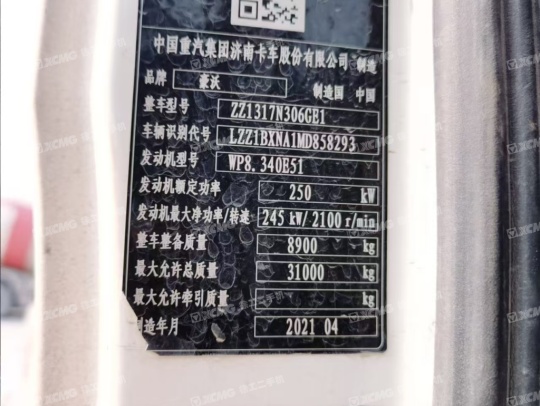 中国重汽集团济南卡车股份有限公司 制造
品牌 豪沃 制造国 中国
整车型号 ZZ1317N306GE1
车辆识别代号 LZZ1BXNA1MD858293
发动机型号 WP8.340E51
发动机额定功率 250 kW
发动机最大净功率/转速 245 kW/ 2100 r/min
整车整备质量 8900 kg
最大允许总质量 31000 kg
最大允许牵引质量 kg
制造年月 2021 04